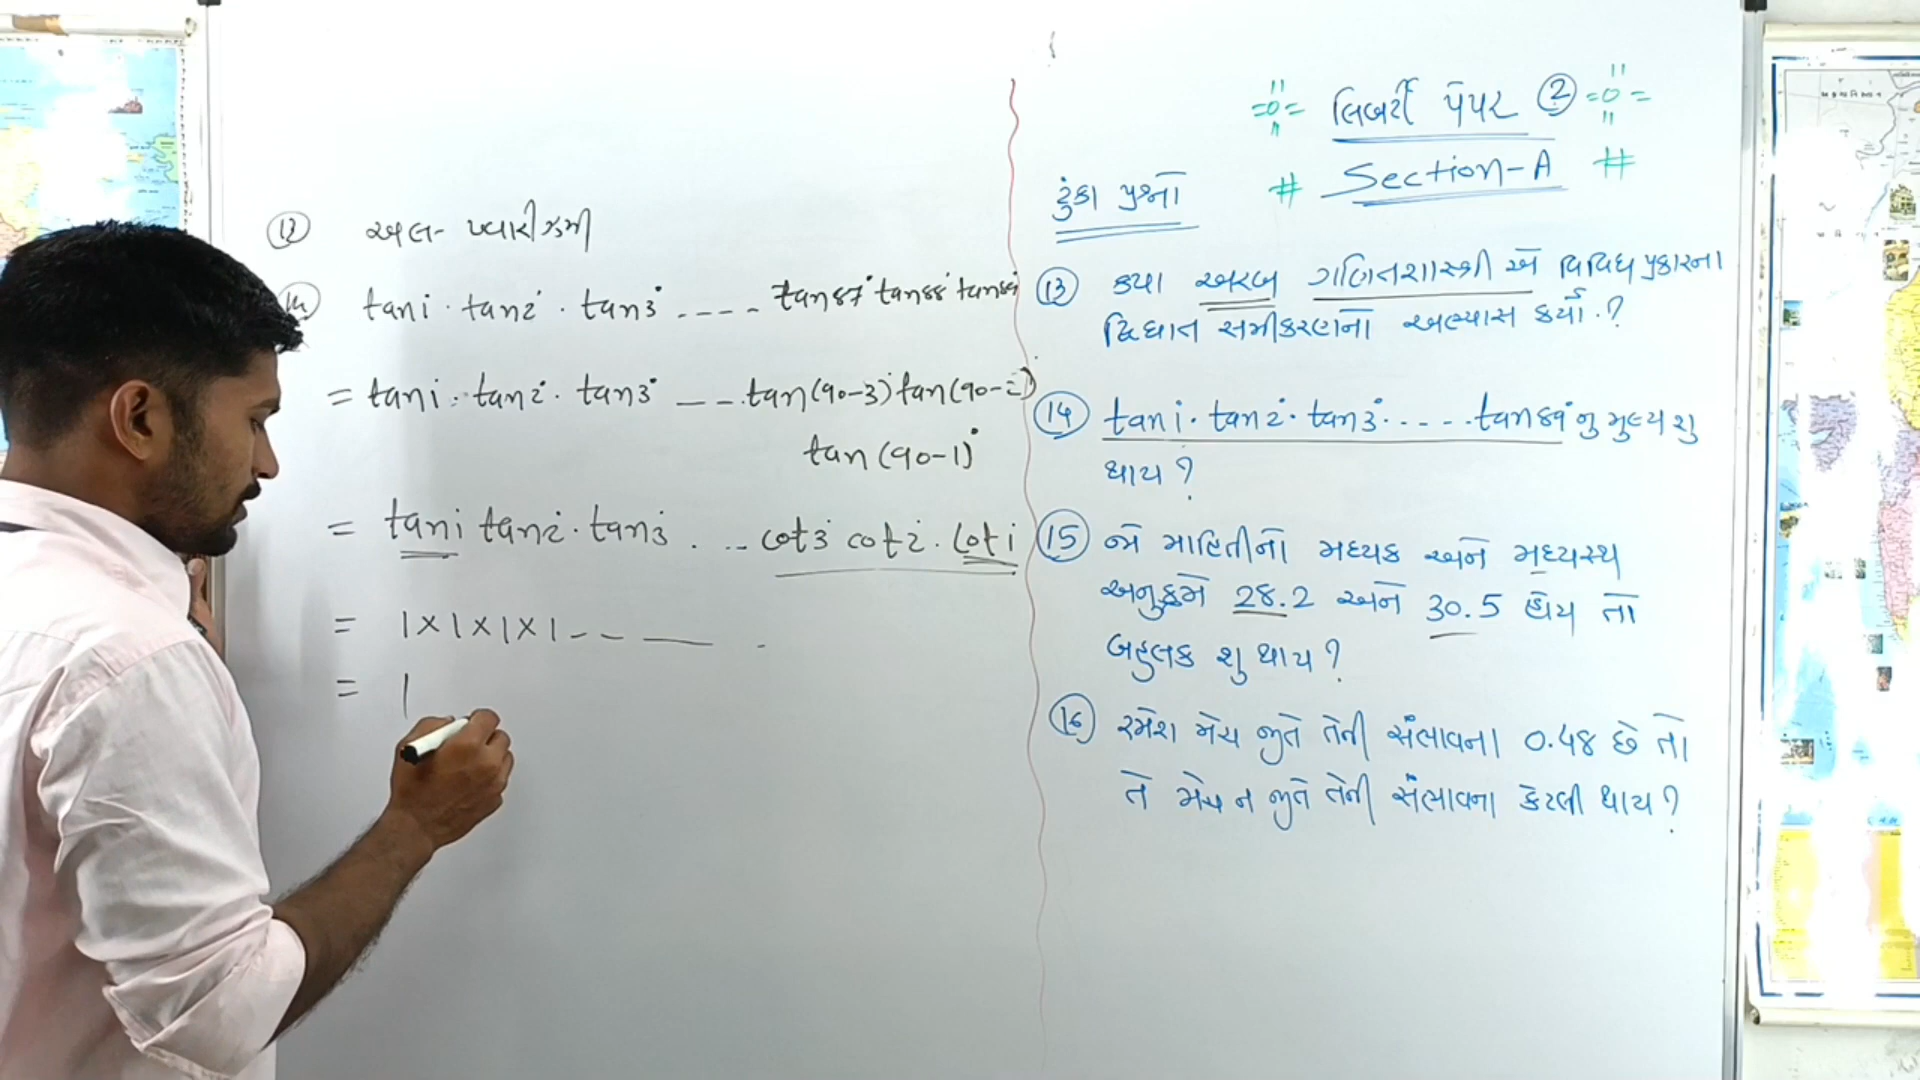 લિબર્ટી પેપર ②
# Section-A #
ટુંકા પ્રશ્નો
⑬ અલ-ખ્વારીઝમી
⑭ tan1° · tan2° · tan3° ---- tan87° tan88° tan89°
= tan1° · tan2° · tan3° --- tan(90-3) tan(90-2)°
tan(90-1)°
= tan1 tan2 · tan3 . .. cot3 cot2 · cot1
= 1×1×1×1 -- —
= 1
⑬ કયા અરબ ગણિતશાસ્ત્રી એ વિવિધ પ્રકારના
દ્વિઘાત સમીકરણનો અભ્યાસ કર્યો.?
⑭ tan1° · tan2° · tan3° ----- tan89° નુ મુલ્ય શુ
થાય ?
⑮ જો માહિતીનો મધ્યક અને મધ્યસ્થ
અનુક્રમે 28.2 અને 30.5 હોય તો
બહુલક શુ થાય ?
⑯ રમેશ મેચ જીતે તેની સંભાવના 0.48 છે તો
તે મેચ ન જીતે તેની સંભાવના કેટલી થાય ?